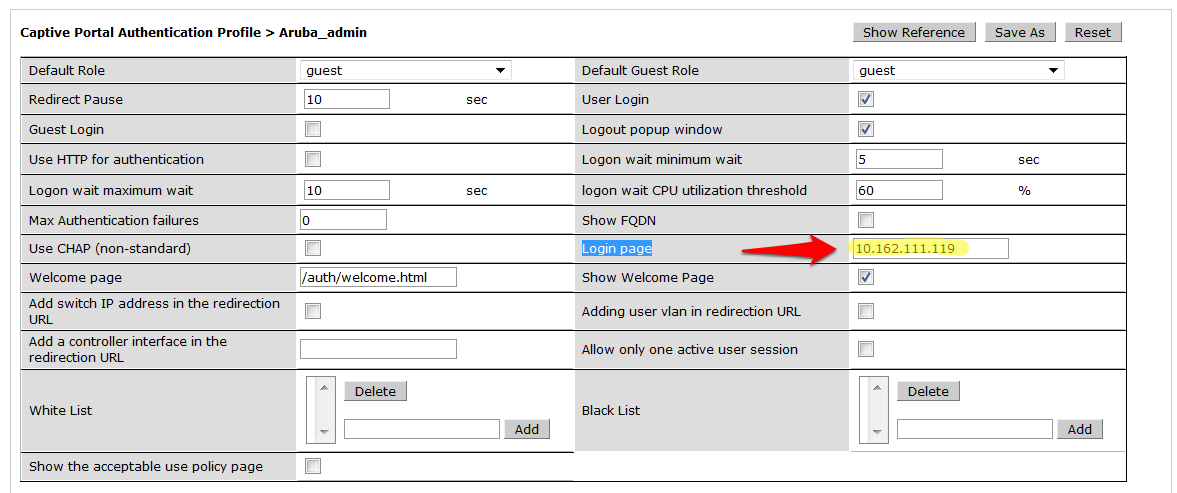 Captive Portal Authentication Profile > Aruba_admin
Show Reference
Save As
Reset
Default Role
guest
Default Guest Role
guest
Redirect Pause
10
sec
User Login
Guest Login
Logout popup window
Use HTTP for authentication
Logon wait minimum wait
5
sec
Logon wait maximum wait
10
sec
logon wait CPU utilization threshold
60
%
Max Authentication failures
0
Show FQDN
Use CHAP (non-standard)
Login page
10.162.111.119
Welcome page
/auth/welcome.html
Show Welcome Page
Add switch IP address in the redirection
URL
Adding user vlan in redirection URL
Add a controller interface in the
redirection URL
Allow only one active user session
White List
Delete
Add
Black List
Delete
Add
Show the acceptable use policy page